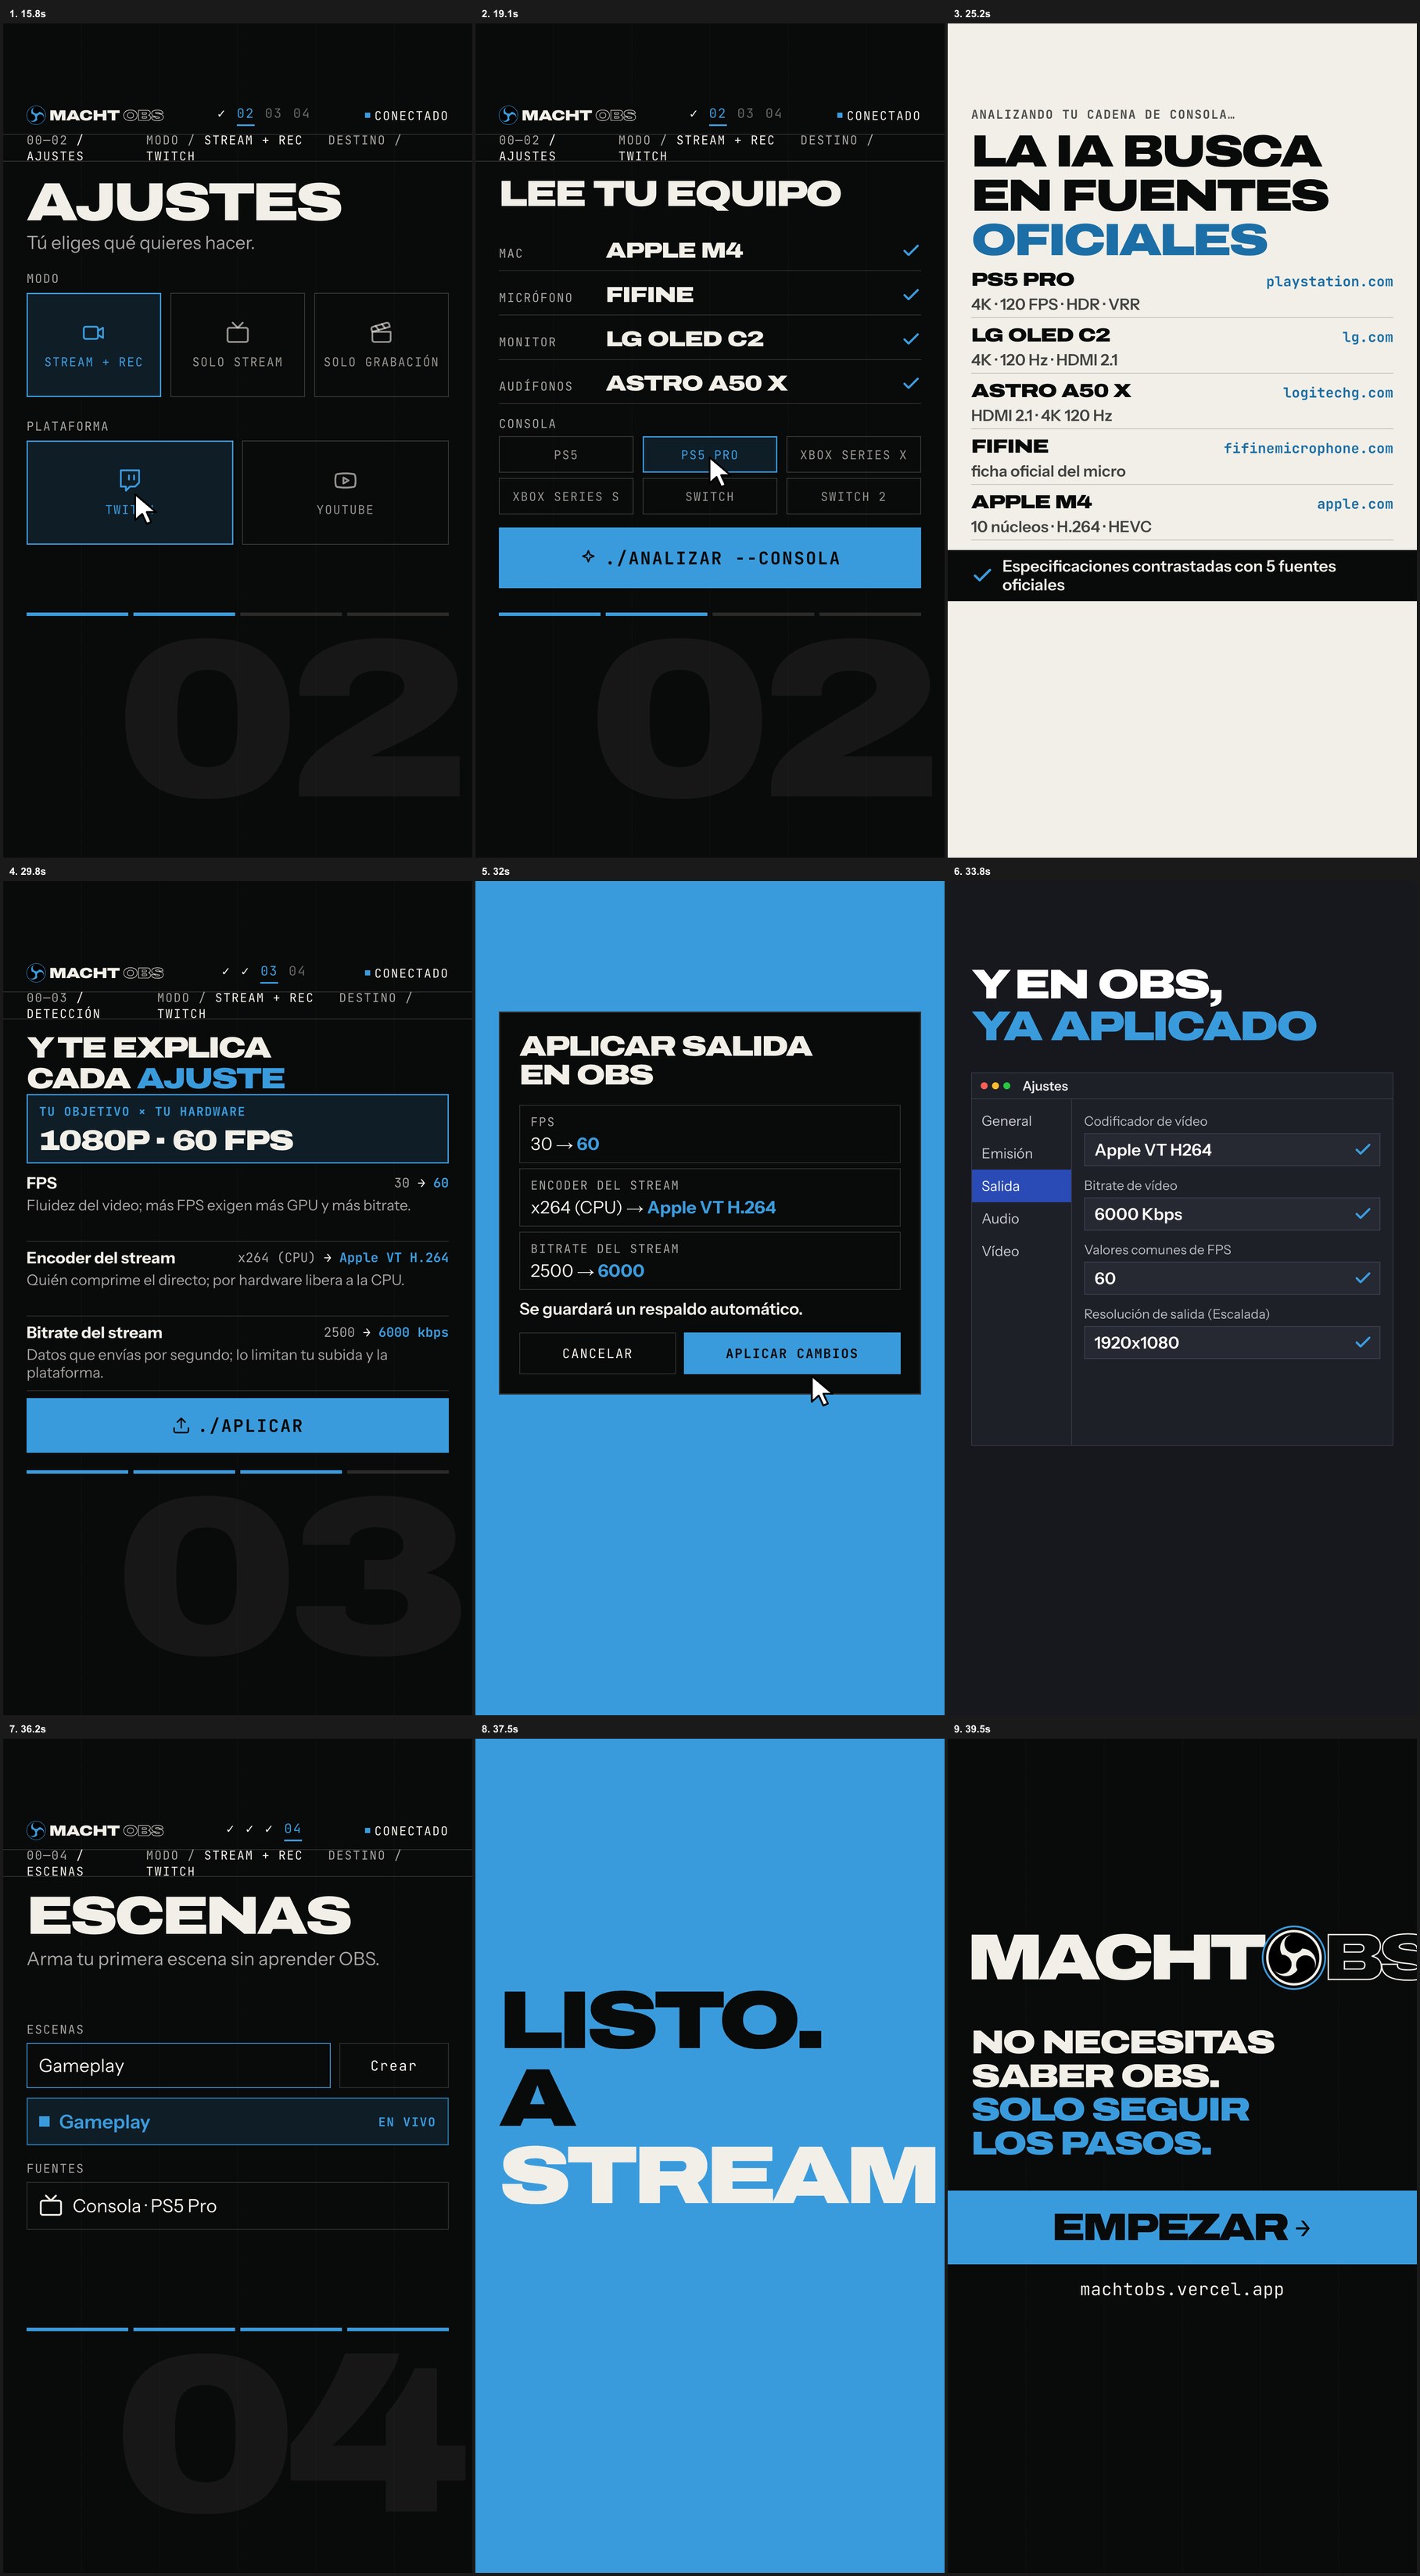 1. 15.8s
MACHT OBS
✓ 02 03 04
CONECTADO
00—02 / AJUSTES
MODO / STREAM + REC DESTINO / TWITCH
AJUSTES
Tú eliges qué quieres hacer.
MODO
STREAM + REC
SOLO STREAM
SOLO GRABACIÓN
PLATAFORMA
YOUTUBE
02
2. 19.1s
MACHT OBS
✓ 02 03 04
CONECTADO
00—02 / AJUSTES
MODO / STREAM + REC DESTINO / TWITCH
LEE TU EQUIPO
MAC APPLE M4 ✓
MICRÓFONO FIFINE ✓
MONITOR LG OLED C2 ✓
AUDÍFONOS ASTRO A50 X ✓
CONSOLA
PS5
PS5 PRO
XBOX SERIES X
XBOX SERIES S
SWITCH
SWITCH 2
./ANALIZAR --CONSOLA
02
3. 25.2s
ANALIZANDO TU CADENA DE CONSOLA…
LA IA BUSCA
EN FUENTES
OFICIALES
PS5 PRO playstation.com
4K · 120 FPS · HDR · VRR
LG OLED C2 lg.com
4K · 120 Hz · HDMI 2.1
ASTRO A50 X logitechg.com
HDMI 2.1 · 4K 120 Hz
FIFINE fifinemicrophone.com
ficha oficial del micro
APPLE M4 apple.com
10 núcleos · H.264 · HEVC
✓ Especificaciones contrastadas con 5 fuentes
oficiales
4. 29.8s
MACHT OBS
✓ ✓ 03 04
CONECTADO
00—03 / DETECCIÓN
MODO / STREAM + REC DESTINO / TWITCH
Y TE EXPLICA
CADA AJUSTE
TU OBJETIVO × TU HARDWARE
1080P · 60 FPS
FPS 30 → 60
Fluidez del video; más FPS exigen más GPU y más bitrate.
Encoder del stream x264 (CPU) → Apple VT H.264
Quién comprime el directo; por hardware libera a la CPU.
Bitrate del stream 2500 → 6000 kbps
Datos que envías por segundo; lo limitan tu subida y la
plataforma.
./APLICAR
03
5. 32s
APLICAR SALIDA
EN OBS
FPS
30 → 60
ENCODER DEL STREAM
x264 (CPU) → Apple VT H.264
BITRATE DEL STREAM
2500 → 6000
Se guardará un respaldo automático.
CANCELAR
APLICAR CAMBIOS
6. 33.8s
Y EN OBS,
YA APLICADO
Ajustes
General
Emisión
Salida
Audio
Vídeo
Codificador de vídeo
Apple VT H264 ✓
Bitrate de vídeo
6000 Kbps ✓
Valores comunes de FPS
60 ✓
Resolución de salida (Escalada)
1920x1080 ✓
7. 36.2s
MACHT OBS
✓ ✓ ✓ 04
CONECTADO
00—04 / ESCENAS
MODO / STREAM + REC DESTINO / TWITCH
ESCENAS
Arma tu primera escena sin aprender OBS.
ESCENAS
Gameplay
Crear
Gameplay EN VIVO
FUENTES
Consola · PS5 Pro
04
8. 37.5s
LISTO.
A
STREAM
9. 39.5s
MACHT OBS
NO NECESITAS
SABER OBS.
SOLO SEGUIR
LOS PASOS.
EMPEZAR →
machtobs.vercel.app